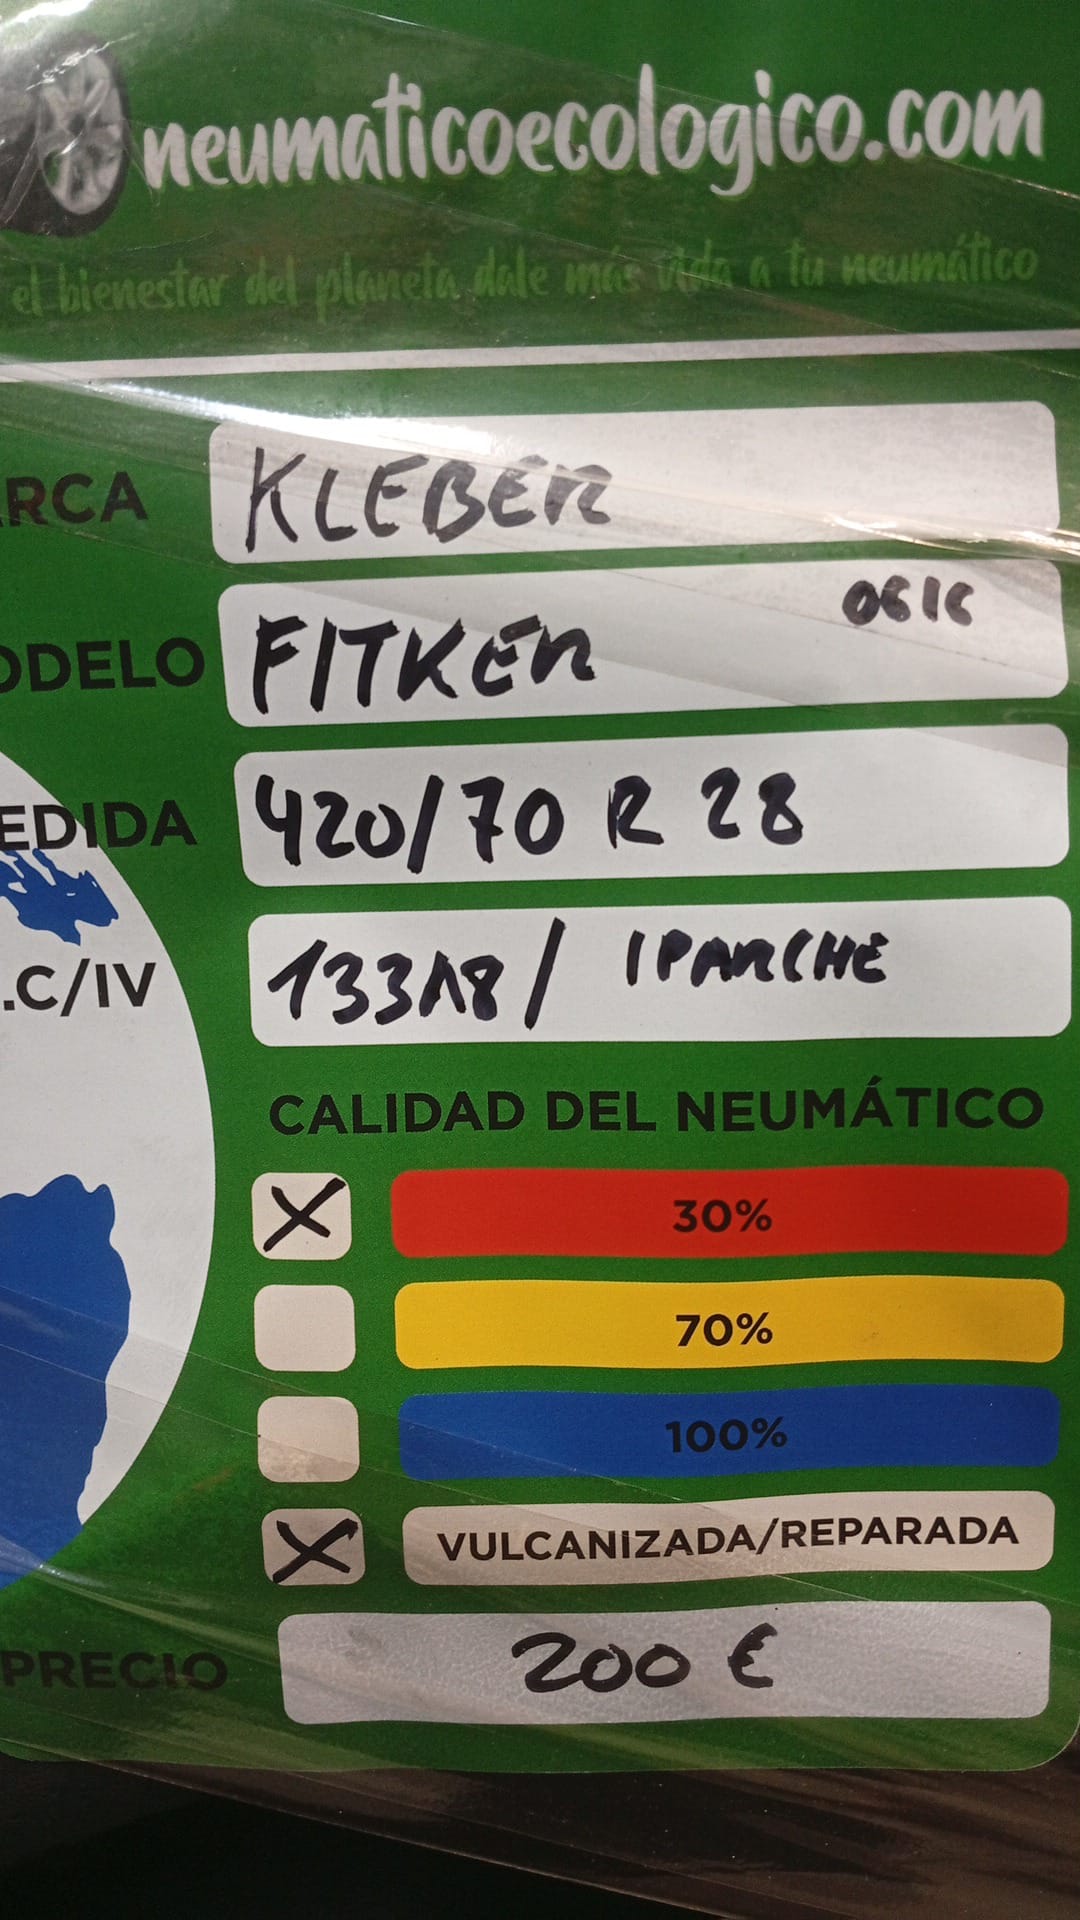 neumaticoecologico.com
el bienestar del planeta dale más vida a tu neumático
ARCA KLEBER
ODELO FITKER 0616
EDIDA 420/70 R 28
.C/IV 133A8/ 1PARCHE
CALIDAD DEL NEUMÁTICO
X 30%
70%
100%
X VULCANIZADA/REPARADA
PRECIO 200 €